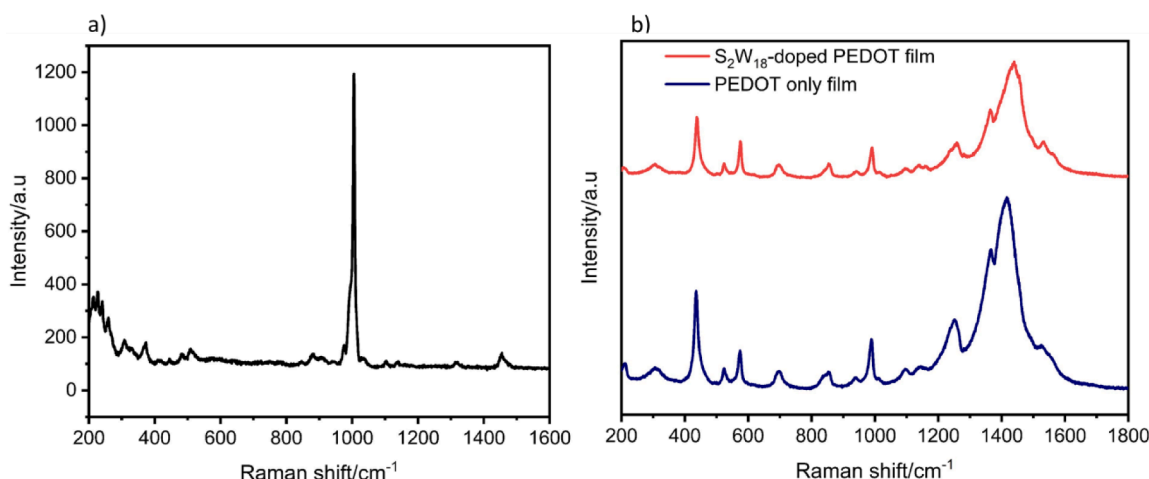 a)
1200
1000
800
600
400
200
0
Intensity/a.u
200 400 600 800 1000 1200 1400 1600
Raman shift/cm⁻¹
b)
S₂W₁₈-doped PEDOT film
PEDOT only film
Intensity/a.u
200 400 600 800 1000 1200 1400 1600 1800
Raman shift/cm⁻¹